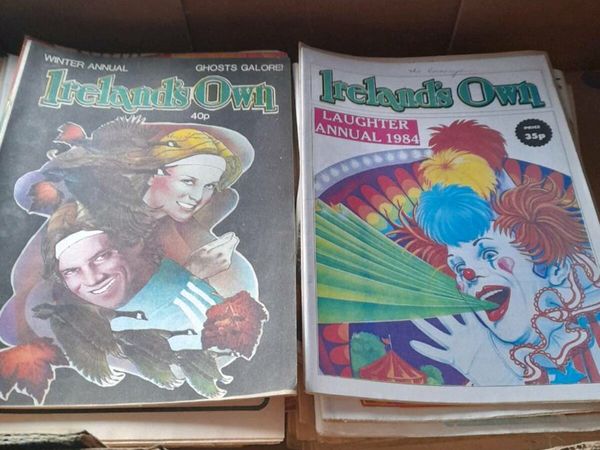 WINTER ANNUAL
GHOSTS GALORE!
Ireland's Own
40p
Ireland's Own
LAUGHTER
ANNUAL 1984
PRICE
35p